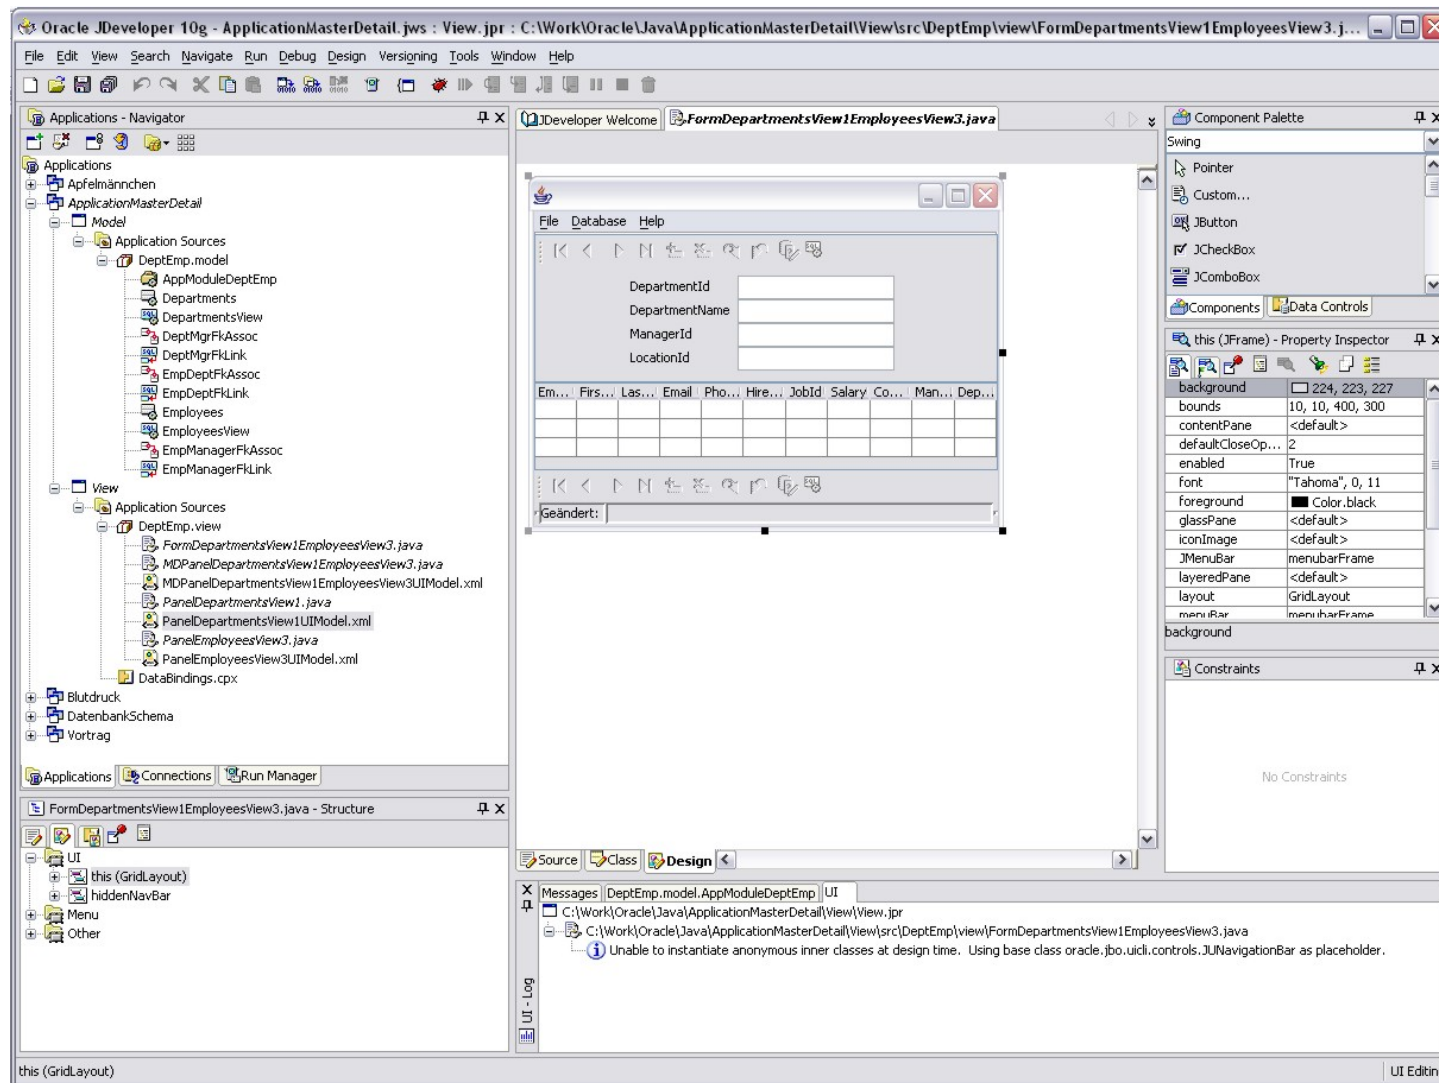 Oracle JDeveloper 10g - ApplicationMasterDetail.jws : View.jpr : C:\Work\Oracle\Java\ApplicationMasterDetail\View\src\DeptEmp\view\FormDepartmentsView1EmployeesView3.j...
File Edit View Search Navigate Run Debug Design Versioning Tools Window Help
Applications - Navigator
Applications
Apfelmännchen
ApplicationMasterDetail
Model
Application Sources
DeptEmp.model
AppModuleDeptEmp
Departments
DepartmentsView
DeptMgrFkAssoc
DeptMgrFkLink
EmpDeptFkAssoc
EmpDeptFkLink
Employees
EmployeesView
EmpManagerFkAssoc
EmpManagerFkLink
View
Application Sources
DeptEmp.view
FormDepartmentsView1EmployeesView3.java
MDPanelDepartmentsView1EmployeesView3.java
MDPanelDepartmentsView1EmployeesView3UIModel.xml
PanelDepartmentsView1.java
PanelDepartmentsView1UIModel.xml
PanelEmployeesView3.java
PanelEmployeesView3UIModel.xml
DataBindings.cpx
Blutdruck
DatenbankSchema
Vortrag
Applications Connections Run Manager
FormDepartmentsView1EmployeesView3.java - Structure
UI
this (GridLayout)
hiddenNavBar
Menu
Other
JDeveloper Welcome FormDepartmentsView1EmployeesView3.java
File Database Help
DepartmentId
DepartmentName
ManagerId
LocationId
Em... Firs... Las... Email Pho... Hire... JobId Salary Co... Man... Dep...
Geändert:
Source Class Design
Component Palette
Swing
Pointer
Custom...
JButton
JCheckBox
JComboBox
Components Data Controls
this (JFrame) - Property Inspector
background 224, 223, 227
bounds 10, 10, 400, 300
contentPane <default>
defaultCloseOp... 2
enabled True
font "Tahoma", 0, 11
foreground Color.black
glassPane <default>
iconImage <default>
JMenuBar menubarFrame
layeredPane <default>
layout GridLayout
menuBar menubarFrame
background
Constraints
No Constraints
Messages DeptEmp.model.AppModuleDeptEmp UI
C:\Work\Oracle\Java\ApplicationMasterDetail\View\View.jpr
C:\Work\Oracle\Java\ApplicationMasterDetail\View\src\DeptEmp\view\FormDepartmentsView1EmployeesView3.java
Unable to instantiate anonymous inner classes at design time. Using base class oracle.jbo.uicli.controls.JUNavigationBar as placeholder.
UI - Log
this (GridLayout)
UI Editin